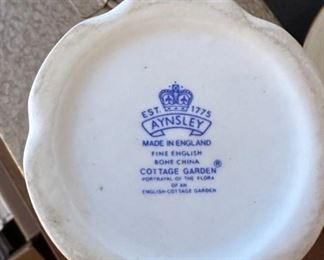 EST. 1775
AYNSLEY
MADE IN ENGLAND
FINE ENGLISH
BONE CHINA
COTTAGE GARDEN®
PORTRAYAL OF THE FLORA
OF AN
ENGLISH COTTAGE GARDEN